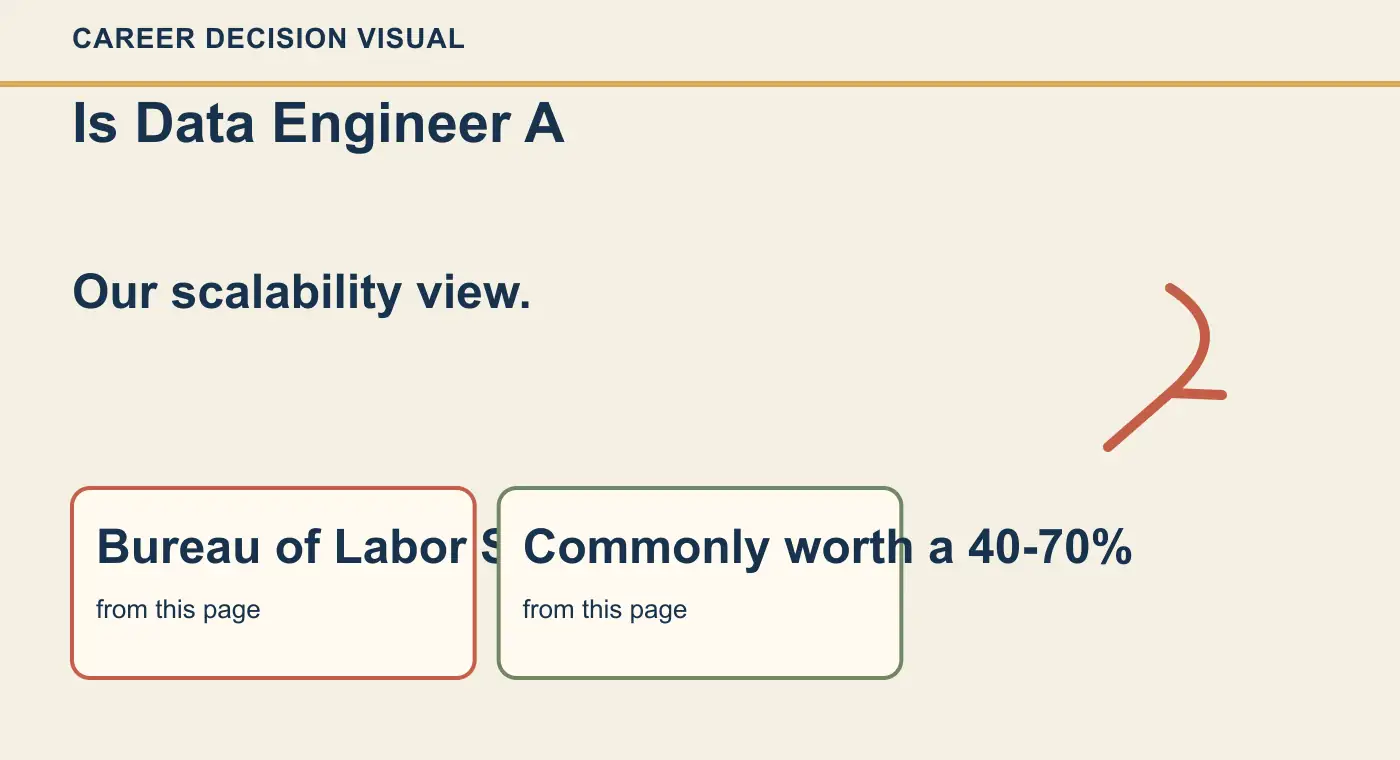 CAREER DECISION VISUAL
Is Data Engineer A
Our scalability view.
Bureau of Labor S
from this page
Commonly worth a 40-70%
from this page